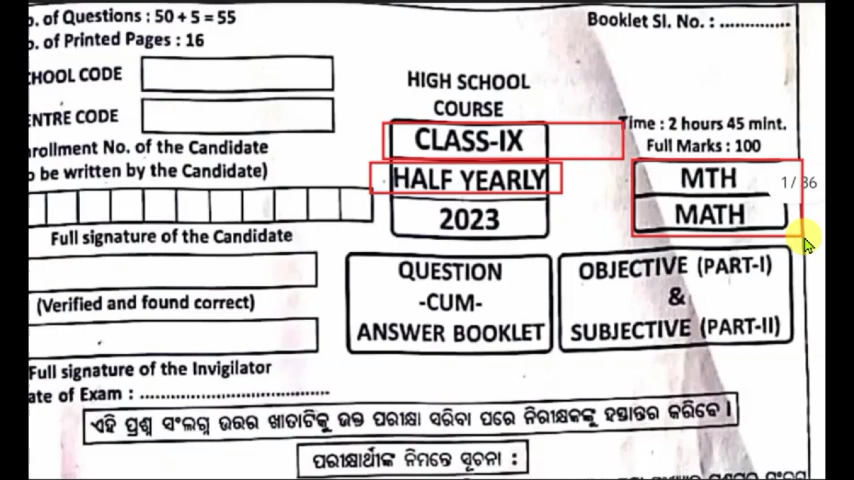 o. of Questions : 50 + 5 = 55
o. of Printed Pages : 16
Booklet Sl. No. : ..............
CHOOL CODE
ENTRE CODE
HIGH SCHOOL
COURSE
CLASS-IX
HALF YEARLY
2023
Time : 2 hours 45 mint.
Full Marks : 100
MTH
MATH
1 / 36
nrollment No. of the Candidate
o be written by the Candidate)
Full signature of the Candidate
(Verified and found correct)
Full signature of the Invigilator
ate of Exam : ......................................
QUESTION
-CUM-
ANSWER BOOKLET
OBJECTIVE (PART-I)
&
SUBJECTIVE (PART-II)
ଏହି ପ୍ରଶ୍ନ ସଂଲଗ୍ନ ଉତ୍ତର ଖାତାଟିକୁ ଉକ୍ତ ପରୀକ୍ଷା ସରିବା ପରେ ନିରୀକ୍ଷକଙ୍କୁ ହସ୍ତାନ୍ତର କରିବେ ।
ପରୀକ୍ଷାର୍ଥୀଙ୍କ ନିମନ୍ତେ ସୂଚନା :